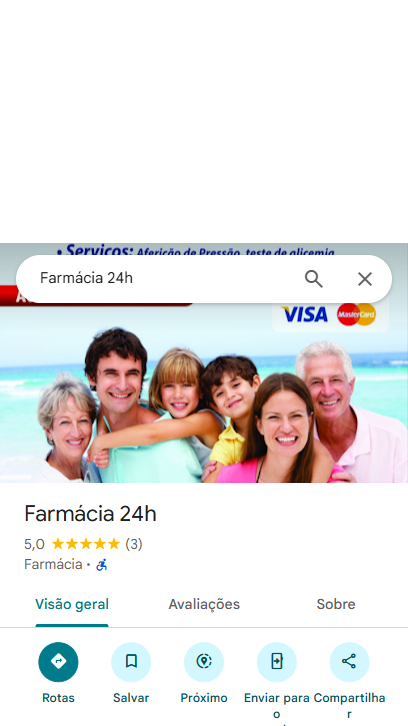 • Serviços: Aferição de Pressão, teste de glicemia
Farmácia 24h
VISA MasterCard
Farmácia 24h
5,0 (3)
Farmácia •
Visão geral Avaliações Sobre
Rotas Salvar Próximo Enviar para o Compartilhar